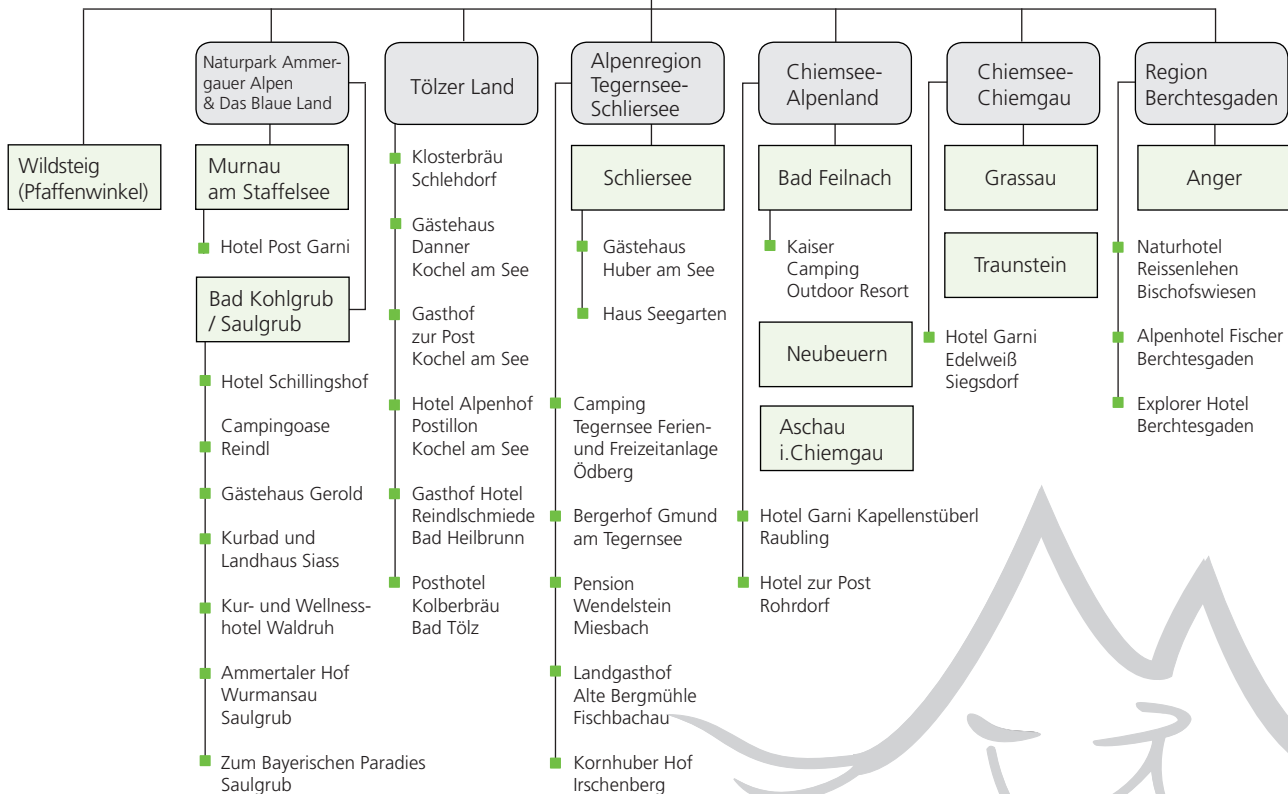 Wildsteig
(Pfaffenwinkel)
Naturpark Ammer-
gauer Alpen
& Das Blaue Land
Murnau
am Staffelsee
Hotel Post Garni
Bad Kohlgrub
/ Saulgrub
Hotel Schillingshof
Campingoase
Reindl
Gästehaus Gerold
Kurbad und
Landhaus Siass
Kur- und Wellness-
hotel Waldruh
Ammertaler Hof
Wurmansau
Saulgrub
Zum Bayerischen Paradies
Saulgrub
Tölzer Land
Klosterbräu
Schlehdorf
Gästehaus
Danner
Kochel am See
Gasthof
zur Post
Kochel am See
Hotel Alpenhof
Postillon
Kochel am See
Gasthof Hotel
Reindlschmiede
Bad Heilbrunn
Posthotel
Kolberbräu
Bad Tölz
Alpenregion
Tegernsee-
Schliersee
Schliersee
Gästehaus
Huber am See
Haus Seegarten
Camping
Tegernsee Ferien-
und Freizeitanlage
Ödberg
Bergerhof Gmund
am Tegernsee
Pension
Wendelstein
Miesbach
Landgasthof
Alte Bergmühle
Fischbachau
Kornhuber Hof
Irschenberg
Chiemsee-
Alpenland
Bad Feilnach
Kaiser
Camping
Outdoor Resort
Neubeuern
Aschau
i.Chiemgau
Hotel Garni Kapellenstüberl
Raubling
Hotel zur Post
Rohrdorf
Chiemsee-
Chiemgau
Grassau
Traunstein
Hotel Garni
Edelweiß
Siegsdorf
Region
Berchtesgaden
Anger
Naturhotel
Reissenlehen
Bischofswiesen
Alpenhotel Fischer
Berchtesgaden
Explorer Hotel
Berchtesgaden